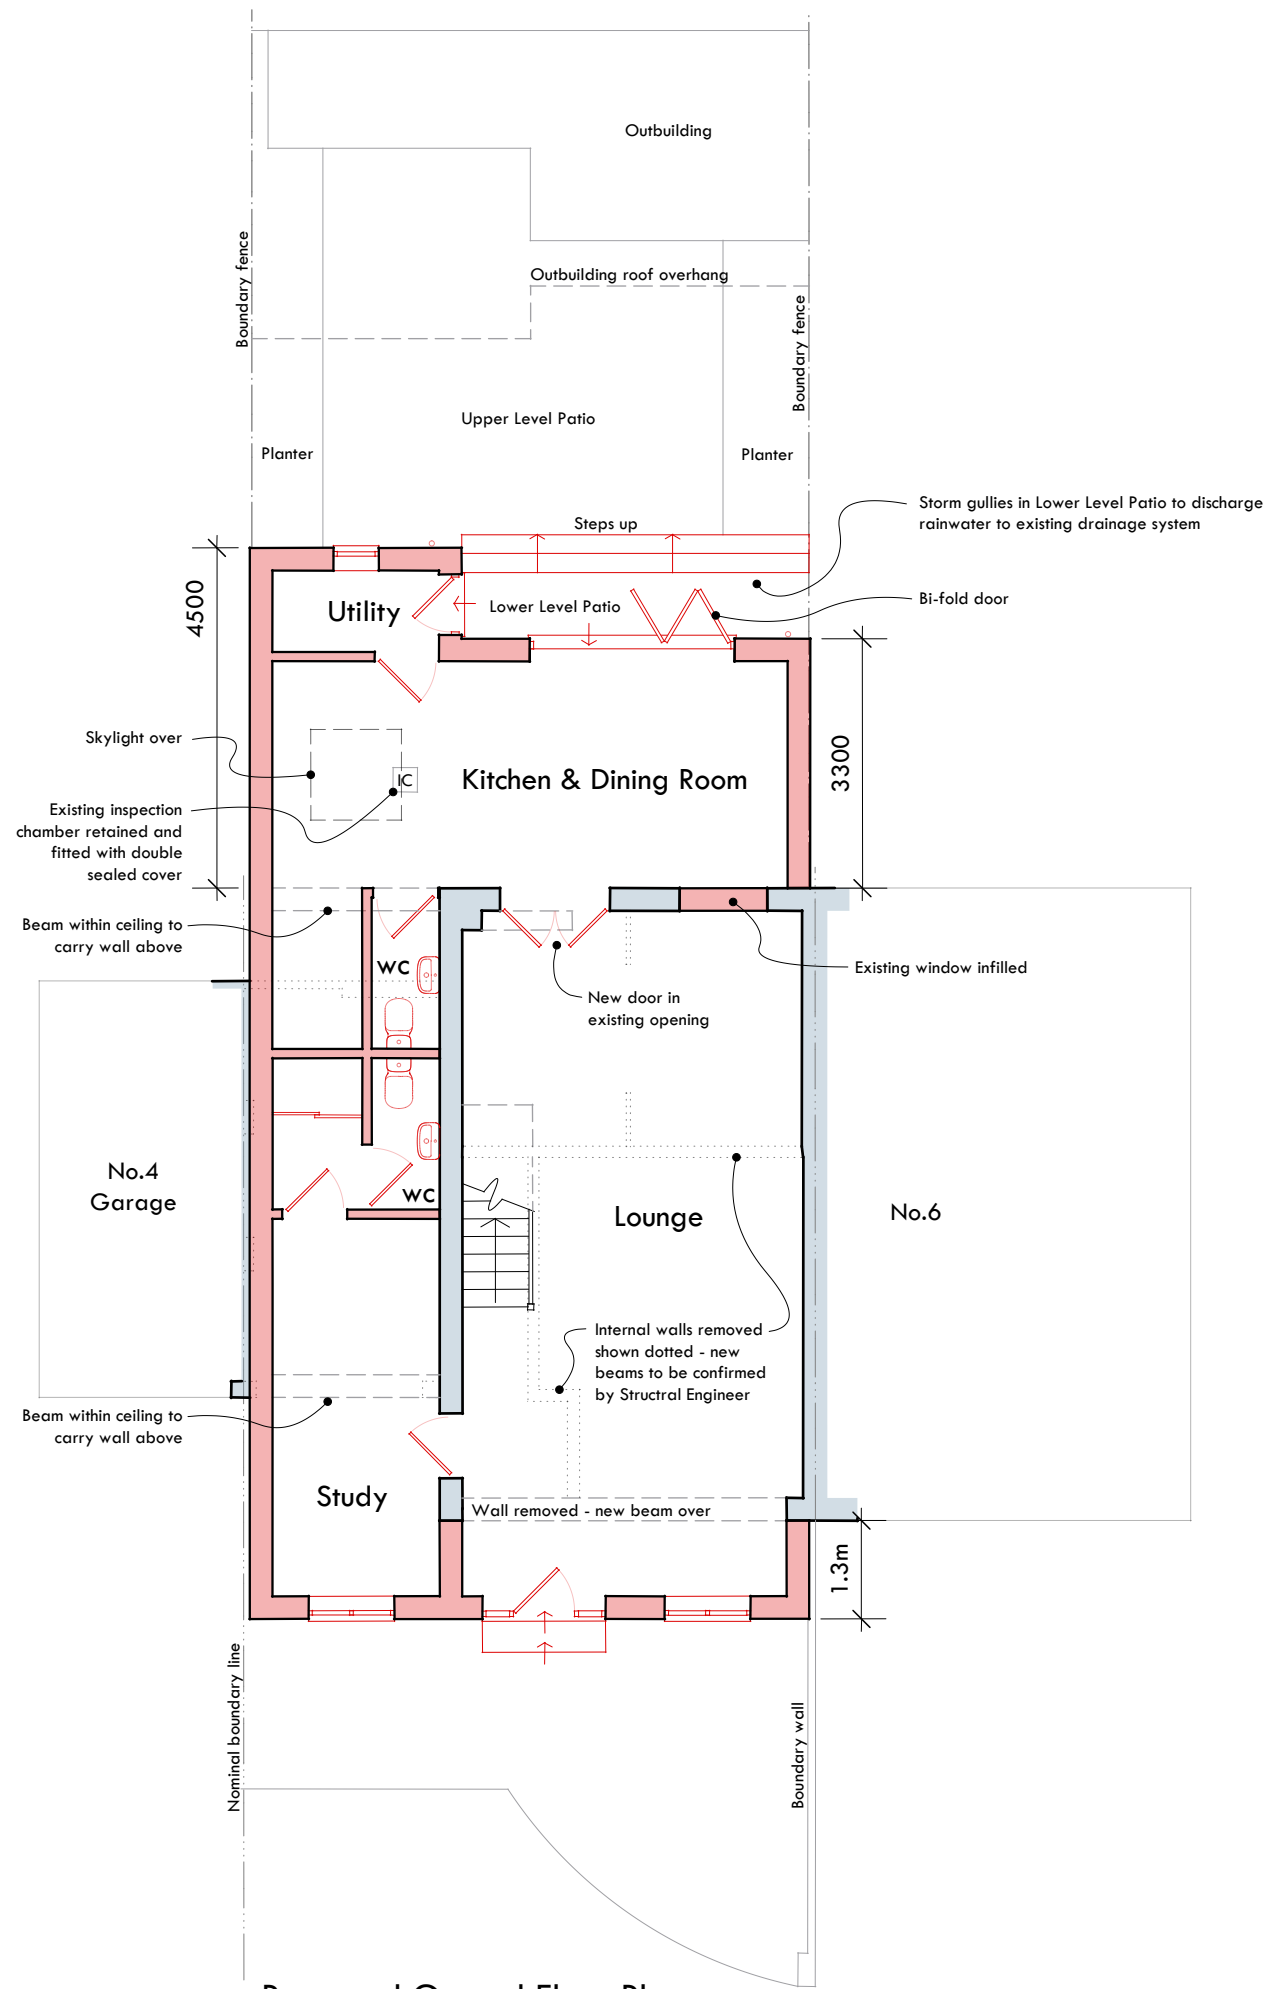 Outbuilding
Boundary fence
Outbuilding roof overhang
Boundary fence
Upper Level Patio
Planter
Planter
Storm gullies in Lower Level Patio to discharge
rainwater to existing drainage system
Steps up
4500
Utility
Lower Level Patio
Bi-fold door
Skylight over
IC
Kitchen & Dining Room
3300
Existing inspection
chamber retained and
fitted with double
sealed cover
Beam within ceiling to
carry wall above
WC
Existing window infilled
New door in
existing opening
No.4
Garage
WC
Lounge
No.6
Internal walls removed
shown dotted - new
beams to be confirmed
by Structral Engineer
Beam within ceiling to
carry wall above
Study
Wall removed - new beam over
1.3m
Nominal boundary line
Boundary wall